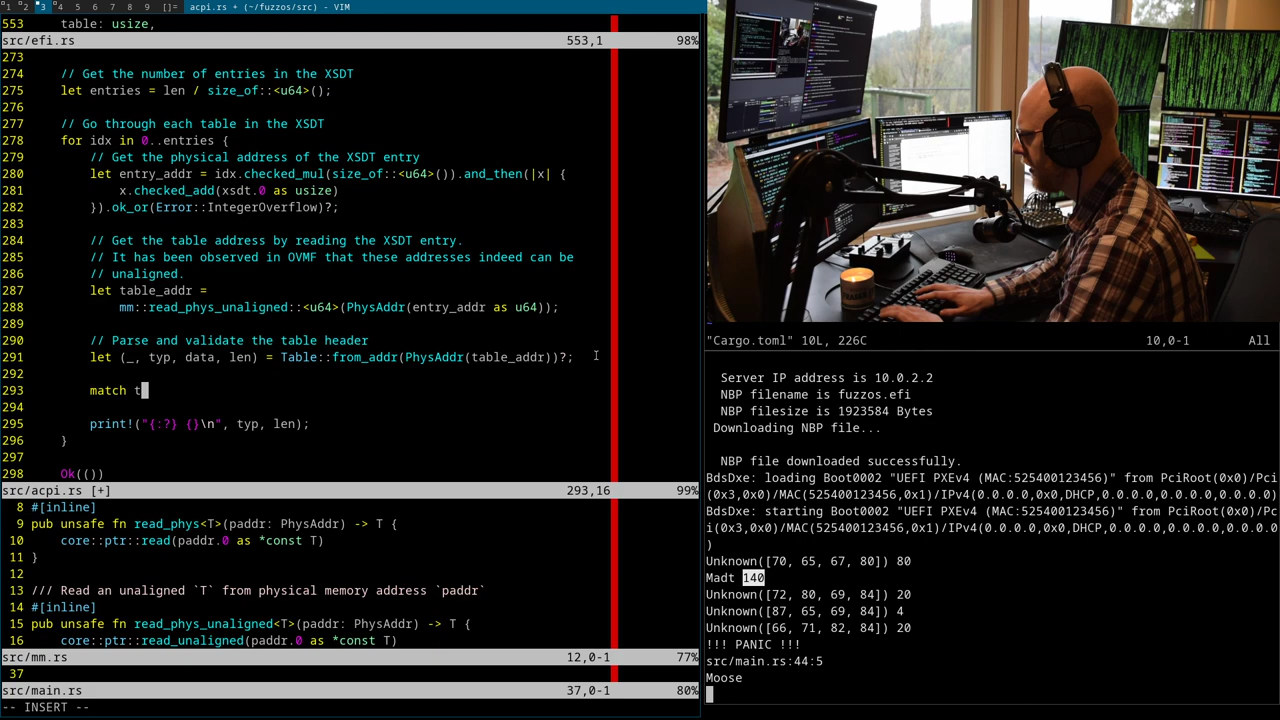 1 2 3 4 5 6 7 8 9 []= acpi.rs + (~/fuzzos/src) - VIM
553     table: usize,
src/efi.rs 553,1 98%
273
274     // Get the number of entries in the XSDT
275     let entries = len / size_of::<u64>();
276
277     // Go through each table in the XSDT
278     for idx in 0..entries {
279         // Get the physical address of the XSDT entry
280         let entry_addr = idx.checked_mul(size_of::<u64>()).and_then(|x| {
281             x.checked_add(xsdt.0 as usize)
282         }).ok_or(Error::IntegerOverflow)?;
283
284         // Get the table address by reading the XSDT entry.
285         // It has been observed in OVMF that these addresses indeed can be
286         // unaligned.
287         let table_addr =
288             mm::read_phys_unaligned::<u64>(PhysAddr(entry_addr as u64));
289
290         // Parse and validate the table header
291         let (_, typ, data, len) = Table::from_addr(PhysAddr(table_addr))?;
292
293         match t
294
295         print!("{:?} {}\n", typ, len);
296     }
297
298     Ok(())
src/acpi.rs [+] 293,16 99%
8 #[inline]
9 pub unsafe fn read_phys<T>(paddr: PhysAddr) -> T {
10     core::ptr::read(paddr.0 as *const T)
11 }
12
13 /// Read an unaligned `T` from physical memory address `paddr`
14 #[inline]
15 pub unsafe fn read_phys_unaligned<T>(paddr: PhysAddr) -> T {
16     core::ptr::read_unaligned(paddr.0 as *const T)
src/mm.rs 12,0-1 77%
37
src/main.rs 37,0-1 80%
-- INSERT --
"Cargo.toml" 10L, 226C 10,0-1 All
Server IP address is 10.0.2.2
NBP filename is fuzzos.efi
NBP filesize is 1923584 Bytes
Downloading NBP file...
NBP file downloaded successfully.
BdsDxe: loading Boot0002 "UEFI PXEv4 (MAC:525400123456)" from PciRoot(0x0)/Pci
(0x3,0x0)/MAC(525400123456,0x1)/IPv4(0.0.0.0,0x0,DHCP,0.0.0.0,0.0.0.0,0.0.0.0)
BdsDxe: starting Boot0002 "UEFI PXEv4 (MAC:525400123456)" from PciRoot(0x0)/Pc
i(0x3,0x0)/MAC(525400123456,0x1)/IPv4(0.0.0.0,0x0,DHCP,0.0.0.0,0.0.0.0,0.0.0.0
)
Unknown([70, 65, 67, 80]) 80
Madt 140
Unknown([72, 80, 69, 84]) 20
Unknown([87, 65, 69, 84]) 4
Unknown([66, 71, 82, 84]) 20
!!! PANIC !!!
src/main.rs:44:5
Moose